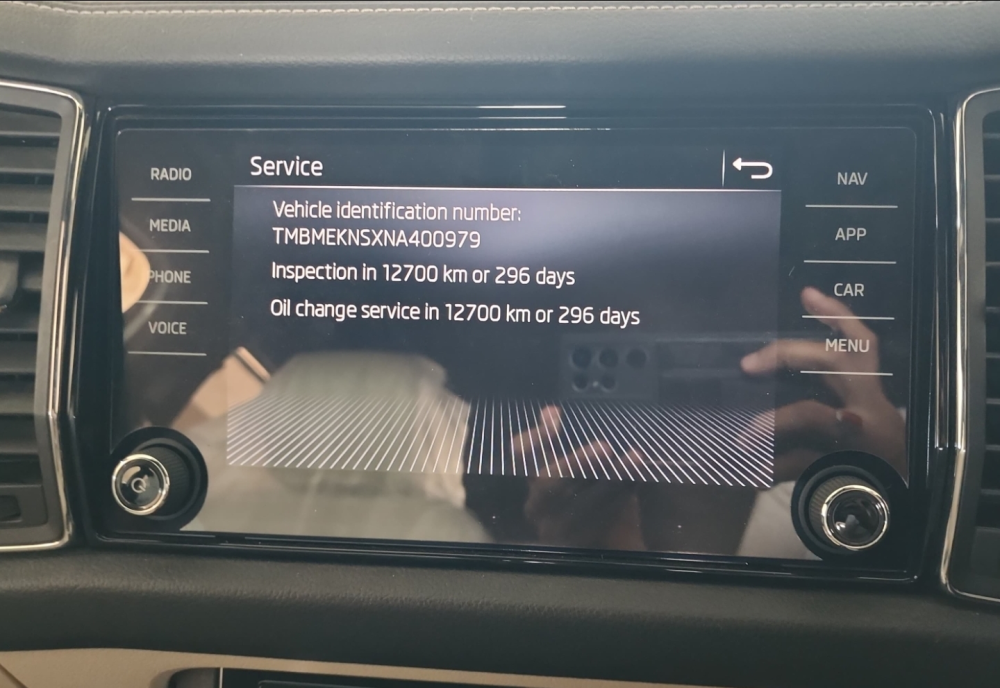 RADIO
MEDIA
PHONE
VOICE
Service
Vehicle identification number:
TMBMEKNSXNA400979
Inspection in 12700 km or 296 days
Oil change service in 12700 km or 296 days
NAV
APP
CAR
MENU